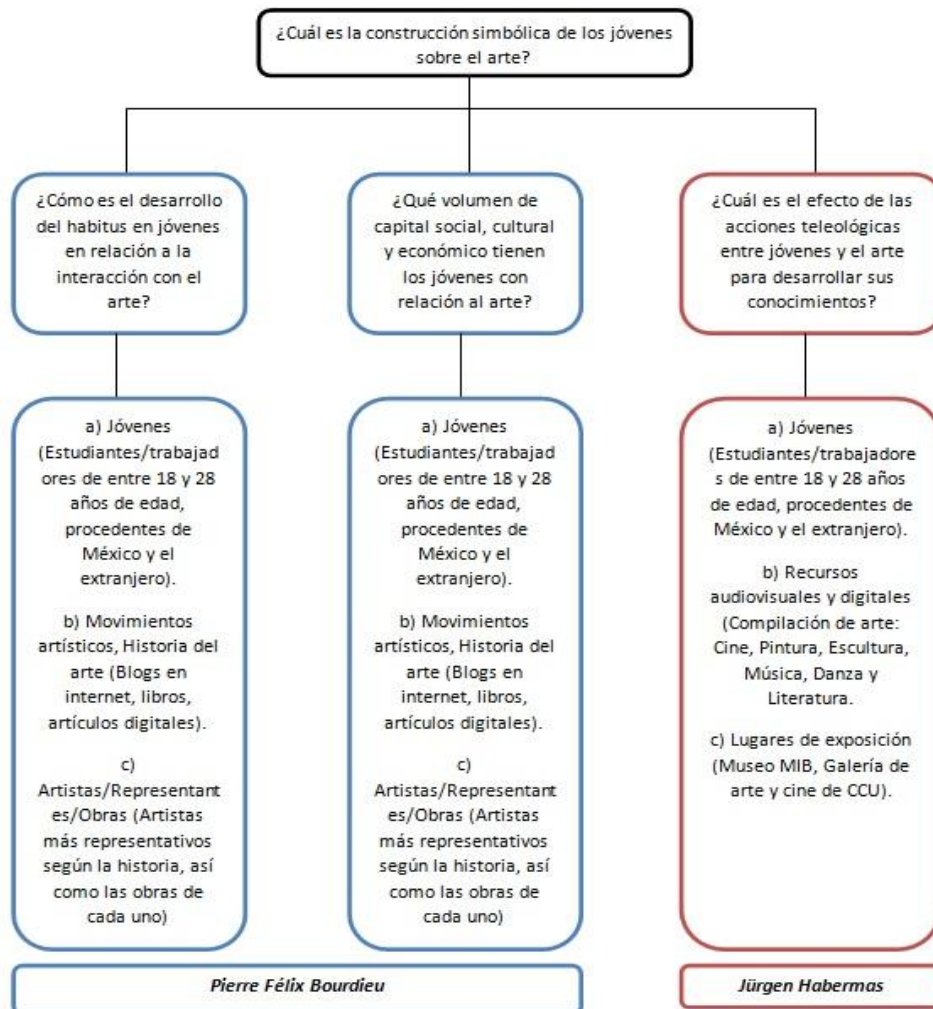 ¿Cuál es la construcción simbólica de los jóvenes
sobre el arte?
¿Cómo es el desarrollo
del habitus en jóvenes
en relación a la
interacción con el
arte?
¿Qué volumen de
capital social, cultural
y económico tienen
los jóvenes con
relación al arte?
¿Cuál es el efecto de las
acciones teleológicas
entre jóvenes y el arte
para desarrollar sus
conocimientos?
a) Jóvenes
(Estudiantes/trabajad
ores de entre 18 y 28
años de edad,
procedentes de
México y el
extranjero).
b) Movimientos
artísticos, Historia del
arte (Blogs en
internet, libros,
artículos digitales).
c)
Artistas/Representant
es/Obras (Artistas
más representativos
según la historia, así
como las obras de
cada uno)
a) Jóvenes
(Estudiantes/trabajad
ores de entre 18 y 28
años de edad,
procedentes de
México y el
extranjero).
b) Movimientos
artísticos, Historia del
arte (Blogs en
internet, libros,
artículos digitales).
c)
Artistas/Representant
es/Obras (Artistas
más representativos
según la historia, así
como las obras de
cada uno)
a) Jóvenes
(Estudiantes/trabajadore
s de entre 18 y 28 años
de edad, procedentes de
México y el extranjero).
b) Recursos
audiovisuales y digitales
(Compilación de arte:
Cine, Pintura, Escultura,
Música, Danza y
Literatura.
c) Lugares de exposición
(Museo MIB, Galería de
arte y cine de CCU).
Pierre Félix Bourdieu
Jürgen Habermas